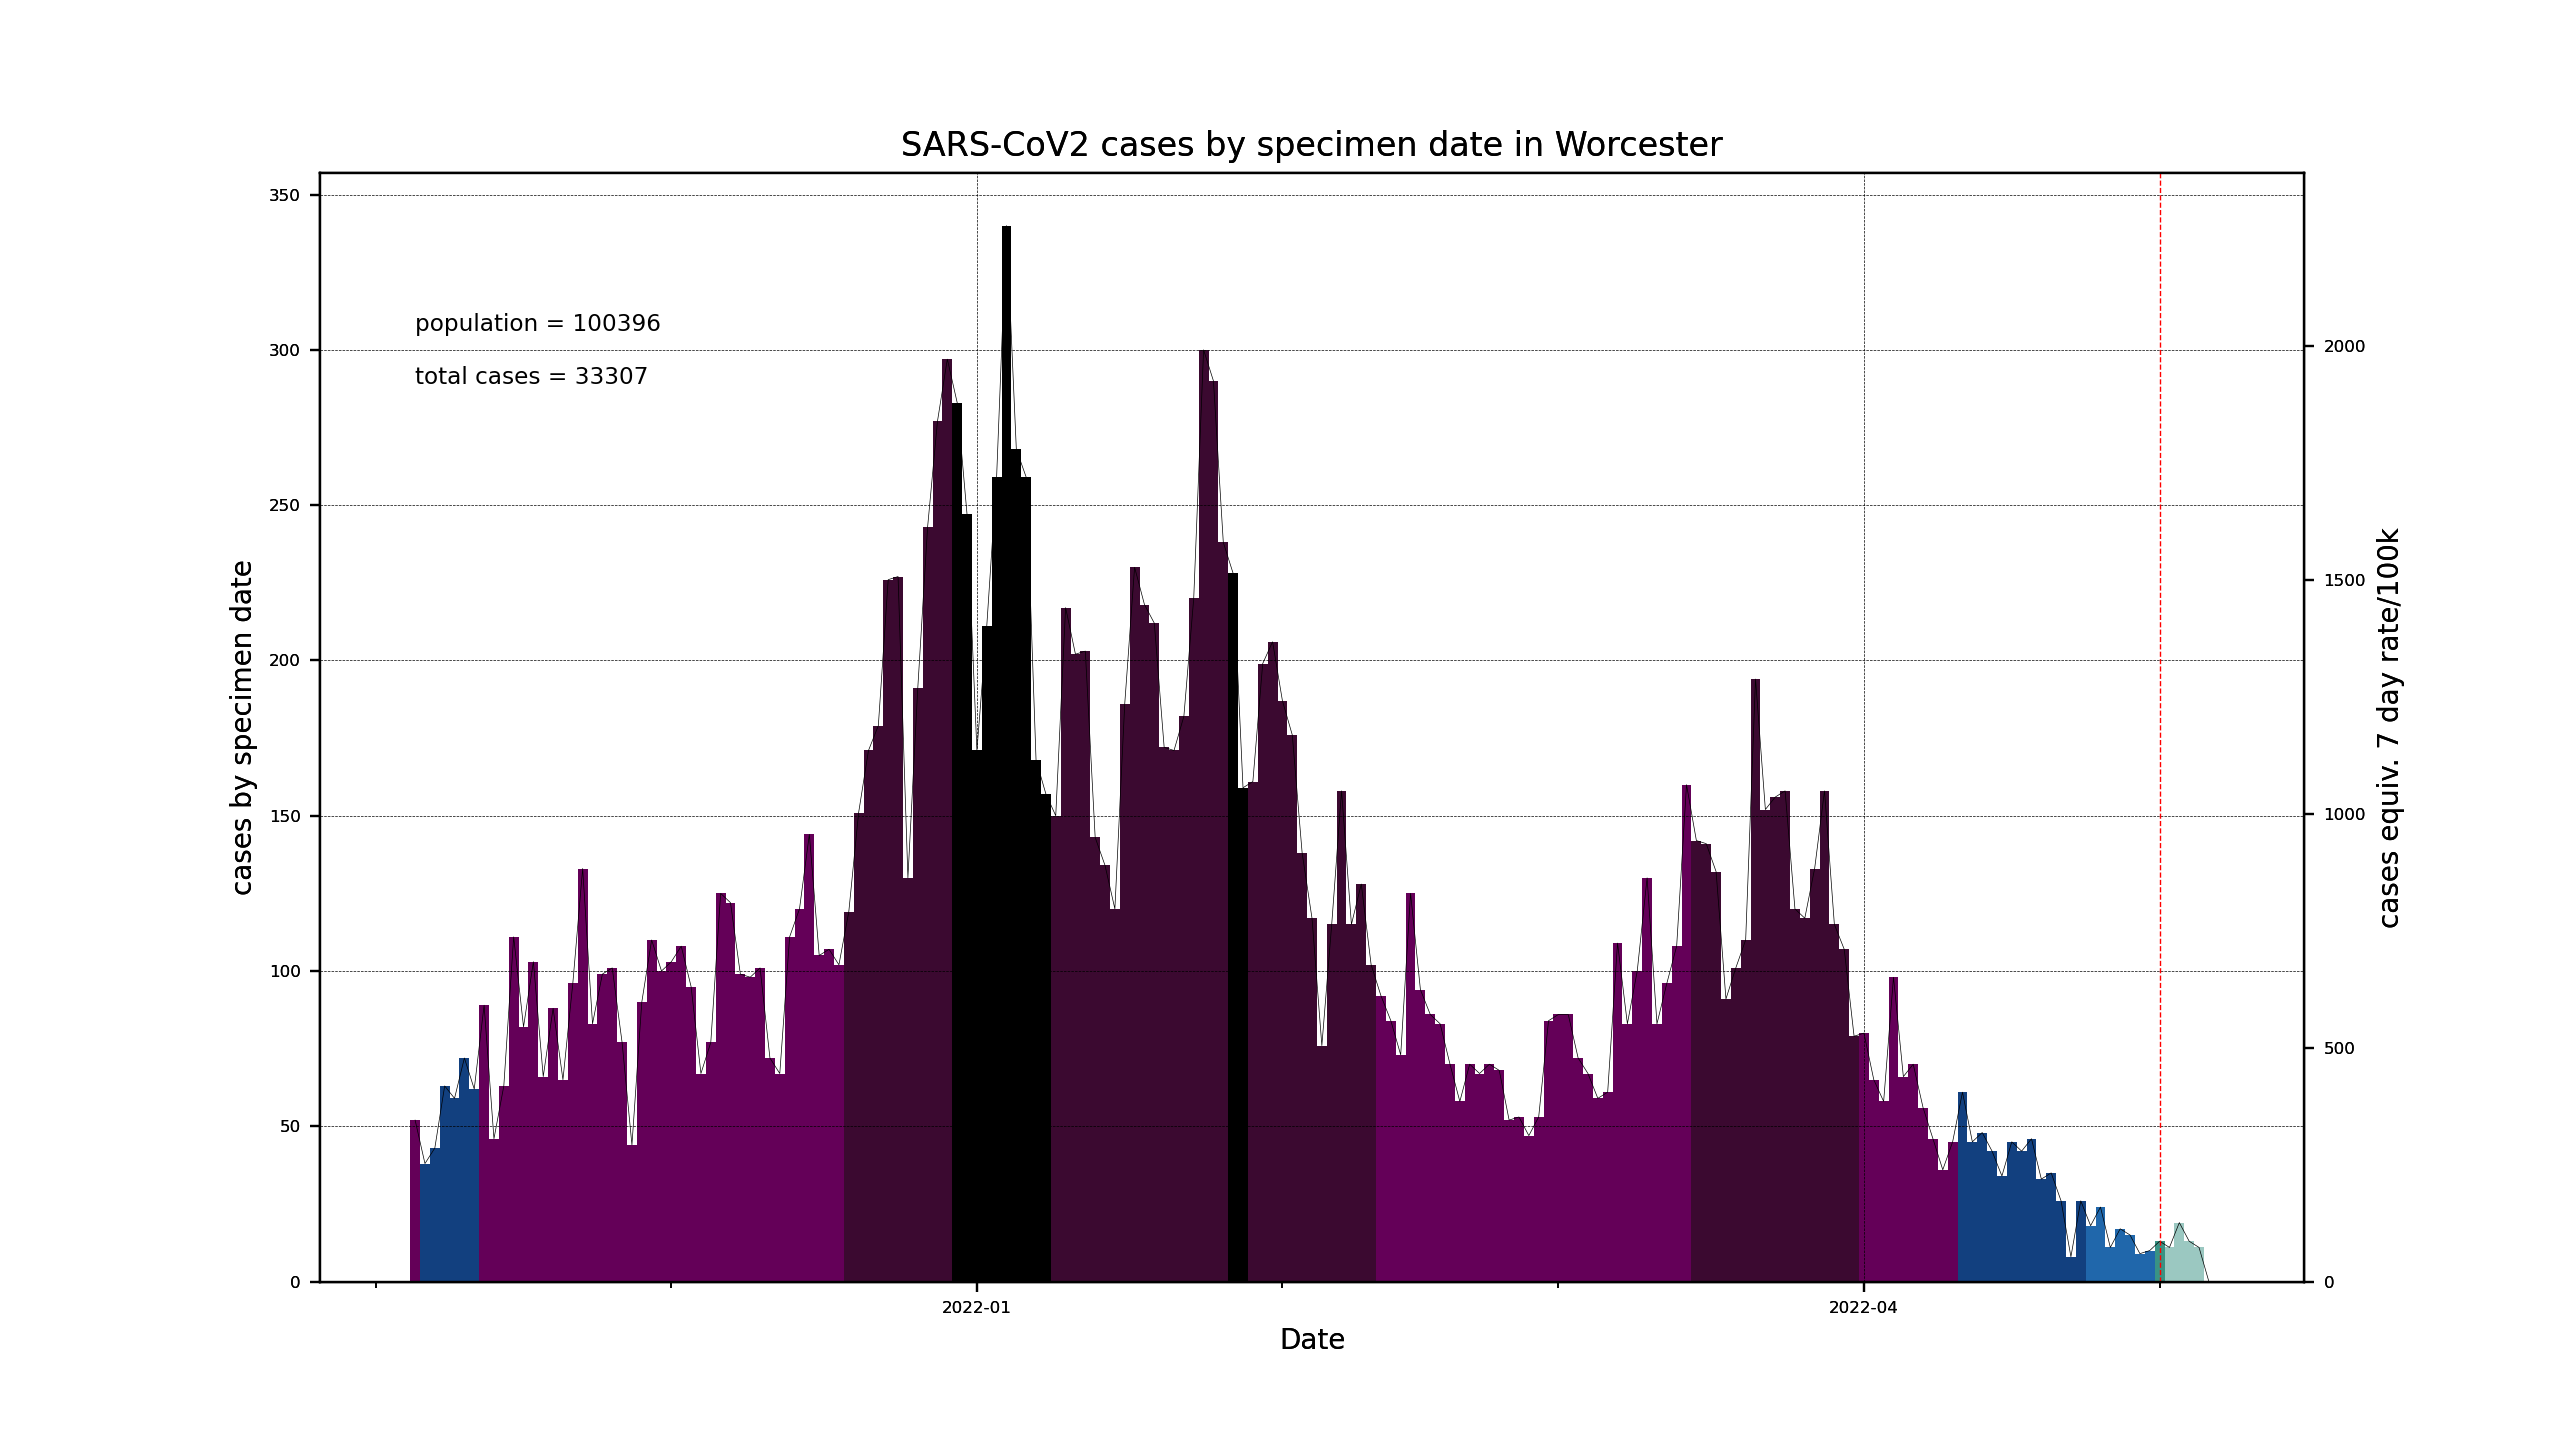 SARS-CoV2 cases by specimen date in Worcester
350
300
250
200
150
100
50
0
cases by specimen date
population = 100396
total cases = 33307
2000
1500
1000
500
0
cases equiv. 7 day rate/100k
2022-01
2022-04
Date